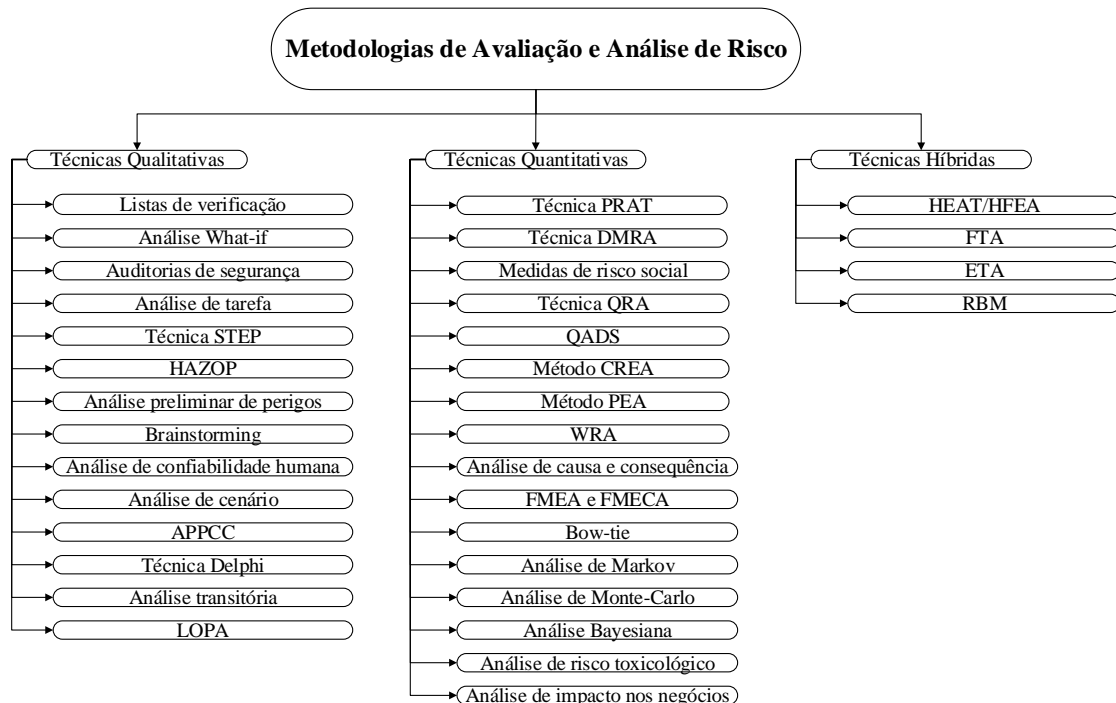 Metodologias de Avaliação e Análise de Risco
Técnicas Qualitativas
Listas de verificação
Análise What-if
Auditorias de segurança
Análise de tarefa
Técnica STEP
HAZOP
Análise preliminar de perigos
Brainstorming
Análise de confiabilidade humana
Análise de cenário
APPCC
Técnica Delphi
Análise transitória
LOPA
Técnicas Quantitativas
Técnica PRAT
Técnica DMRA
Medidas de risco social
Técnica QRA
QADS
Método CREA
Método PEA
WRA
Análise de causa e consequência
FMEA e FMECA
Bow-tie
Análise de Markov
Análise de Monte-Carlo
Análise Bayesiana
Análise de risco toxicológico
Análise de impacto nos negócios
Técnicas Híbridas
HEAT/HFEA
FTA
ETA
RBM